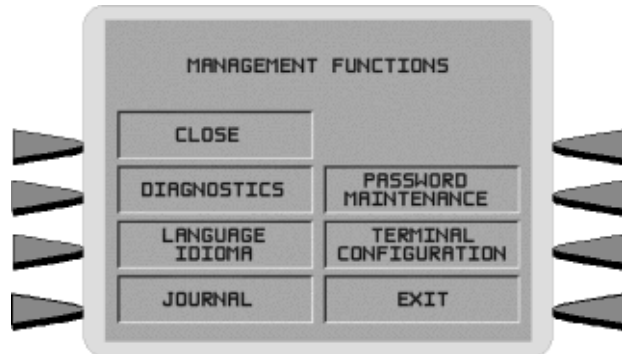 MANAGEMENT FUNCTIONS
CLOSE
DIAGNOSTICS
PASSWORD
MAINTENANCE
LANGUAGE
IDIOMA
TERMINAL
CONFIGURATION
JOURNAL
EXIT